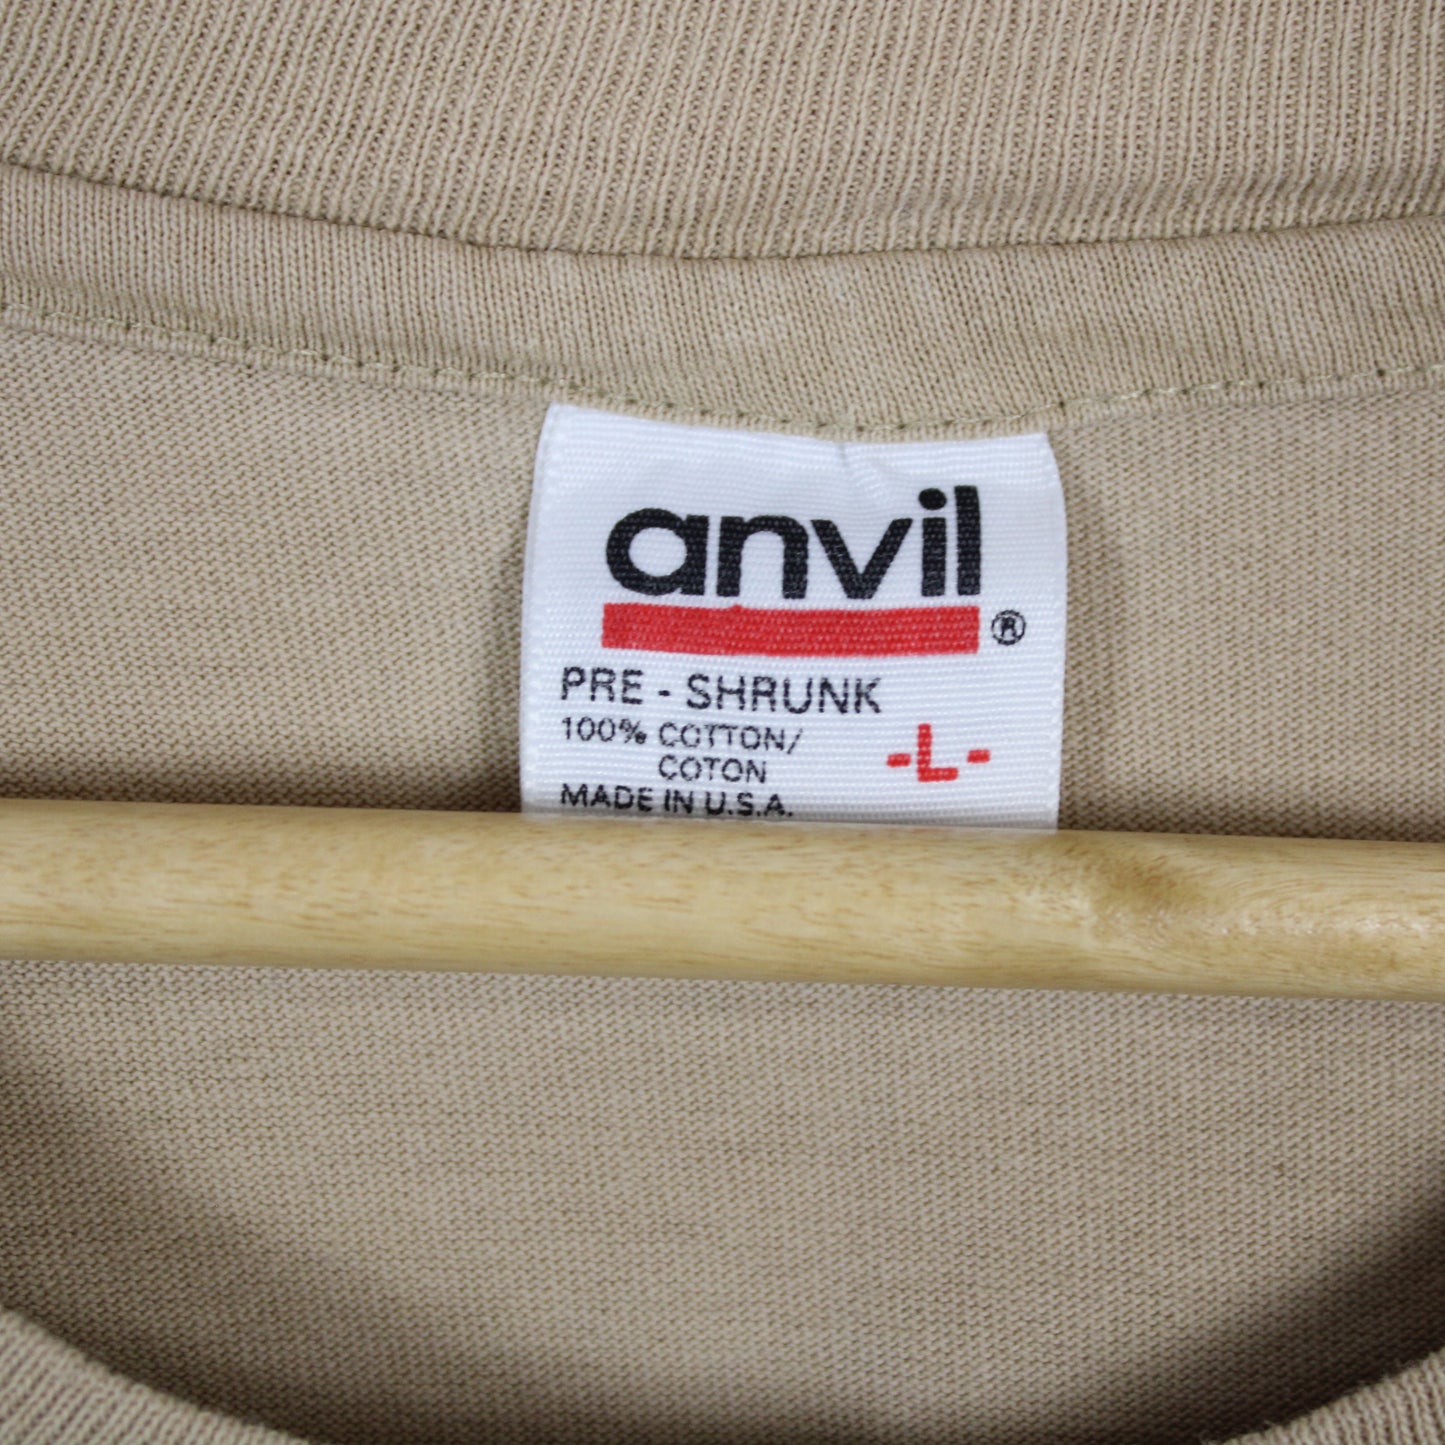 anvil
®
PRE - SHRUNK
100% COTTON/
COTON
-L-
MADE IN U.S.A.